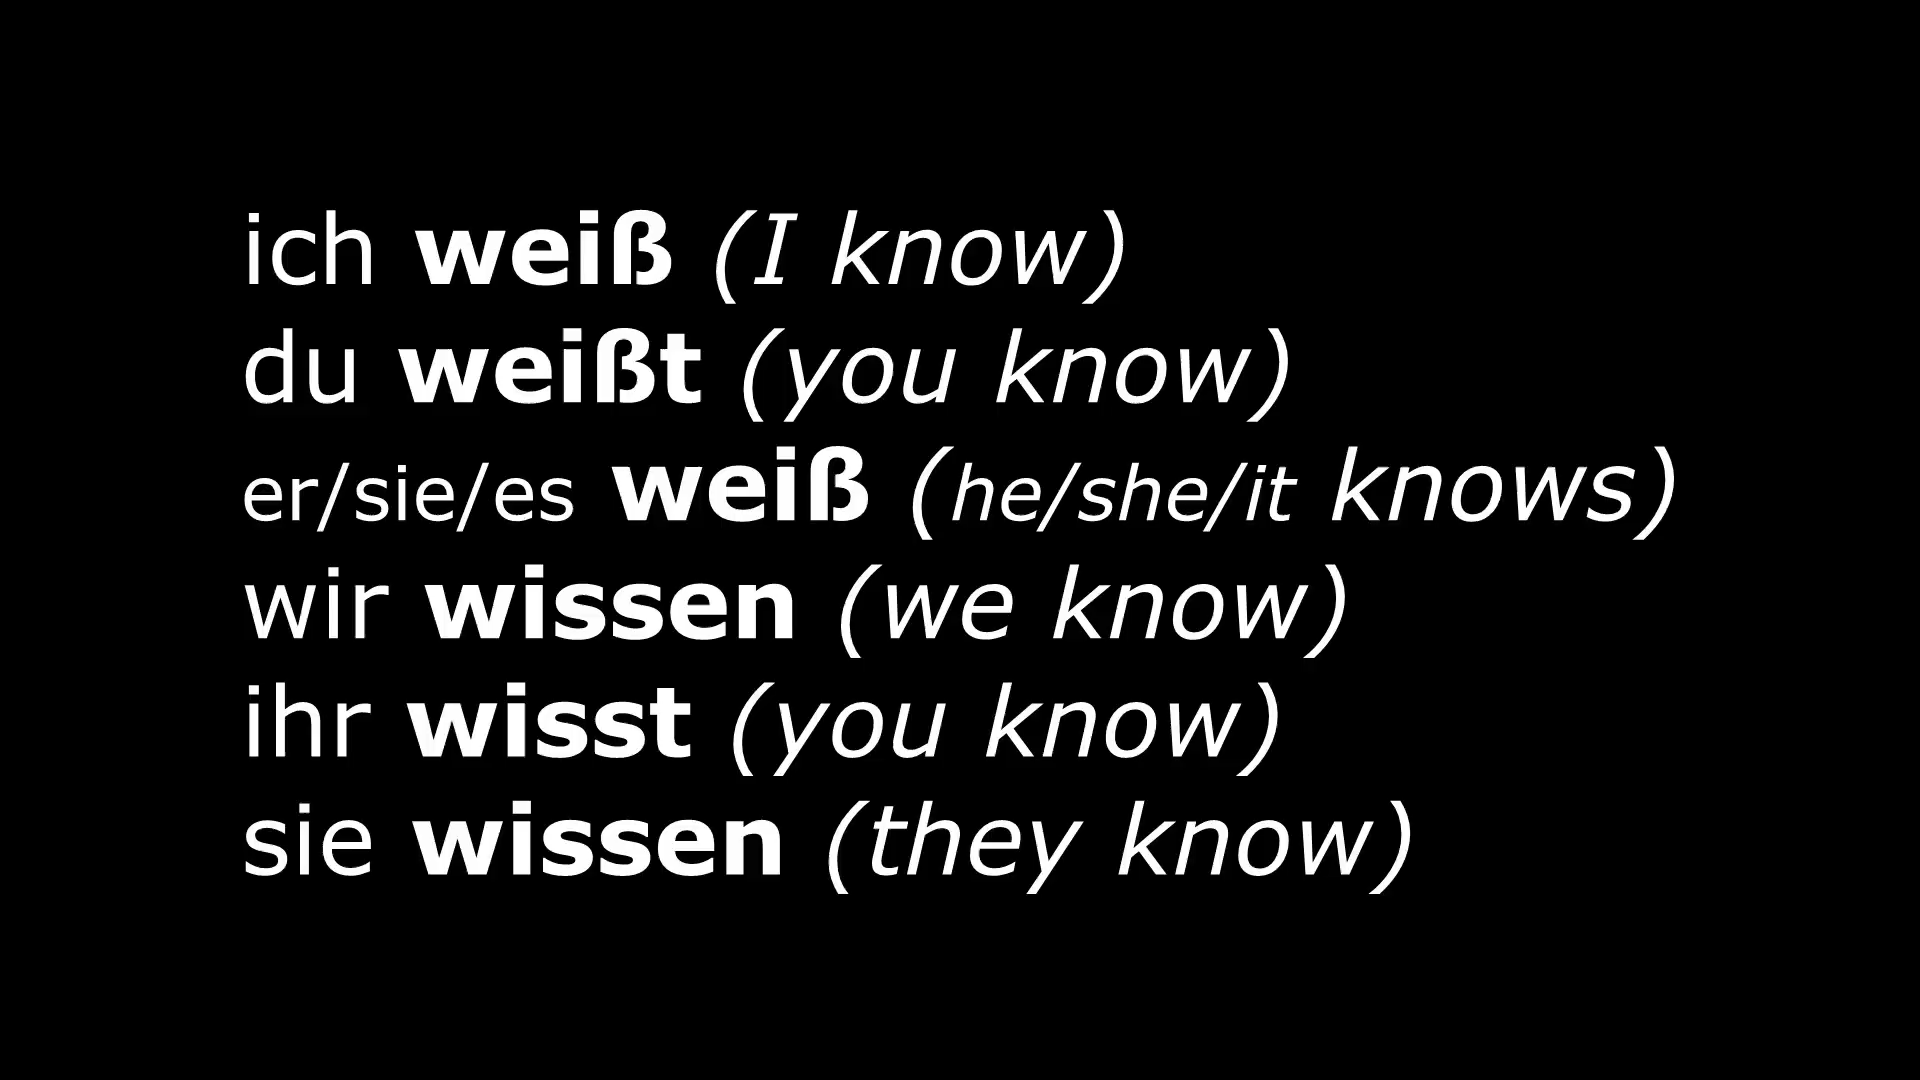 ich weiß (I know)
du weißt (you know)
er/sie/es weiß (he/she/it knows)
wir wissen (we know)
ihr wisst (you know)
sie wissen (they know)